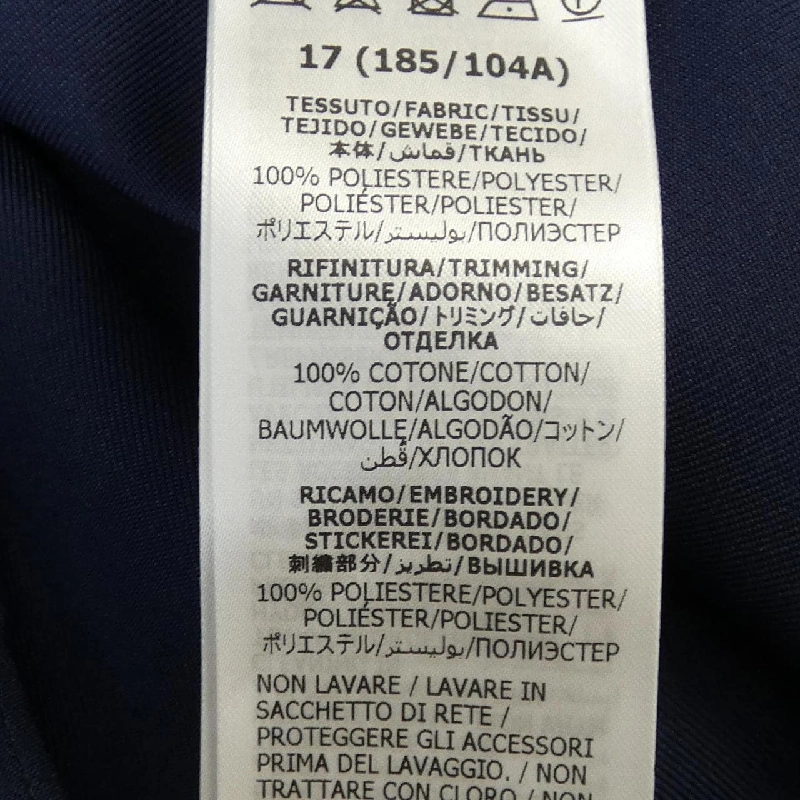 17 (185/104A)
TESSUTO/FABRIC/TISSU/
TEJIDO/GEWEBE/TECIDO/
本体/قماش/ТКАНЬ
100% POLIESTERE/POLYESTER/
POLIÉSTER/POLIESTER/
ポリエステル/بوليستر/ПОЛИЭСТЕР
RIFINITURA/TRIMMING/
GARNITURE/ADORNO/BESATZ/
GUARNIÇÃO/トリミング/حافات/
ОТДЕЛКА
100% COTONE/COTTON/
COTON/ALGODON/
BAUMWOLLE/ALGODÃO/コットン/
قطن/ХЛОПОК
RICAMO/EMBROIDERY/
BRODERIE/BORDADO/
STICKEREI/BORDADO/
刺繍部分/تطريز/ВЫШИВКА
100% POLIESTERE/POLYESTER/
POLIÉSTER/POLIESTER/
ポリエステル/بوليستر/ПОЛИЭСТЕР
NON LAVARE / LAVARE IN
SACCHETTO DI RETE /
PROTEGGERE GLI ACCESSORI
PRIMA DEL LAVAGGIO. / NON
TRATTARE CON CLORO / NON